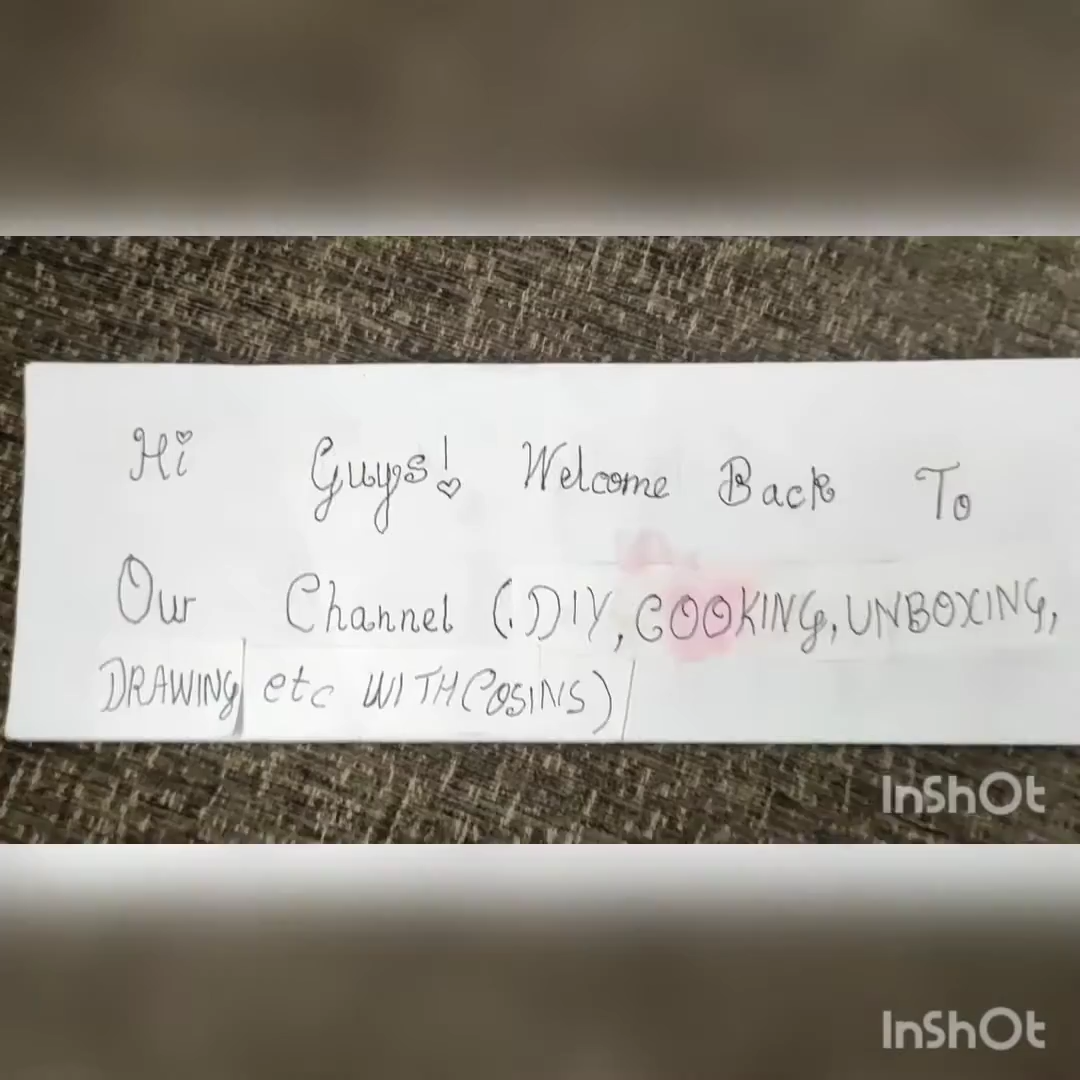 Hi Guys! Welcome Back To
Our Channel (.DIY, COOKING, UNBOXING,
DRAWING etc WITH COSINS)
InShOt
InShOt